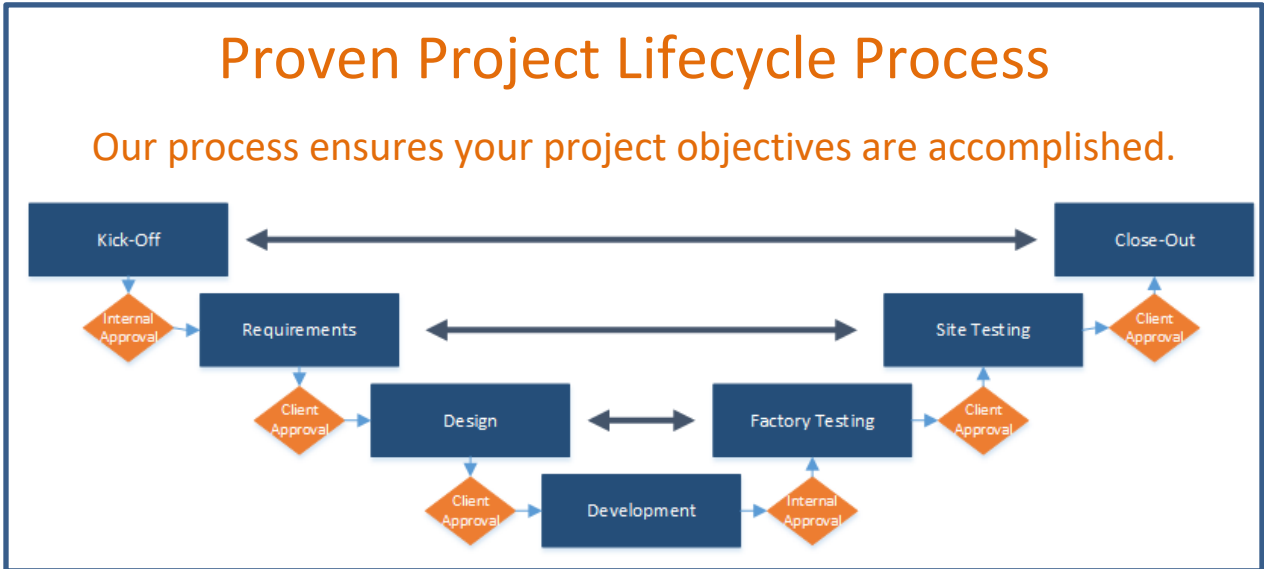 Proven Project Lifecycle Process
Our process ensures your project objectives are accomplished.
Kick-Off
Close-Out
Internal
Approval
Requirements
Site Testing
Client
Approval
Client
Approval
Design
Factory Testing
Client
Approval
Client
Approval
Development
Internal
Approval